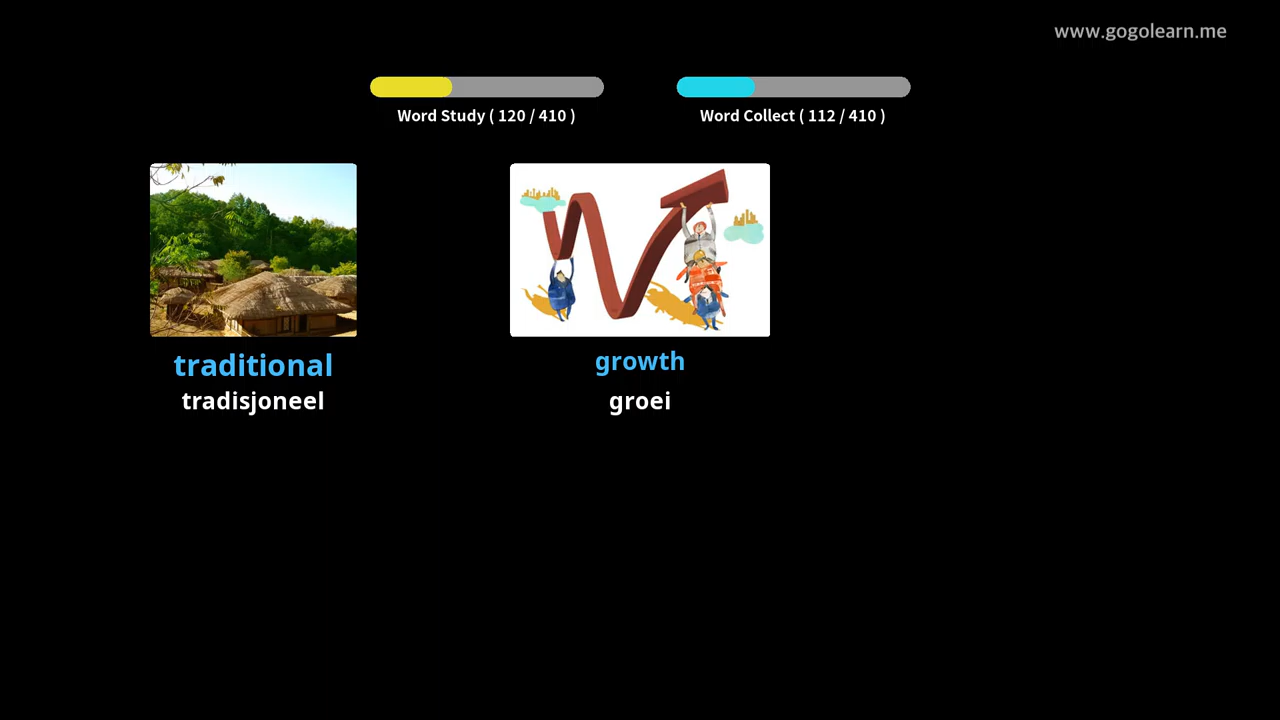 www.gogolearn.me
Word Study ( 120 / 410 )
Word Collect ( 112 / 410 )
traditional
tradisjoneel
growth
groei